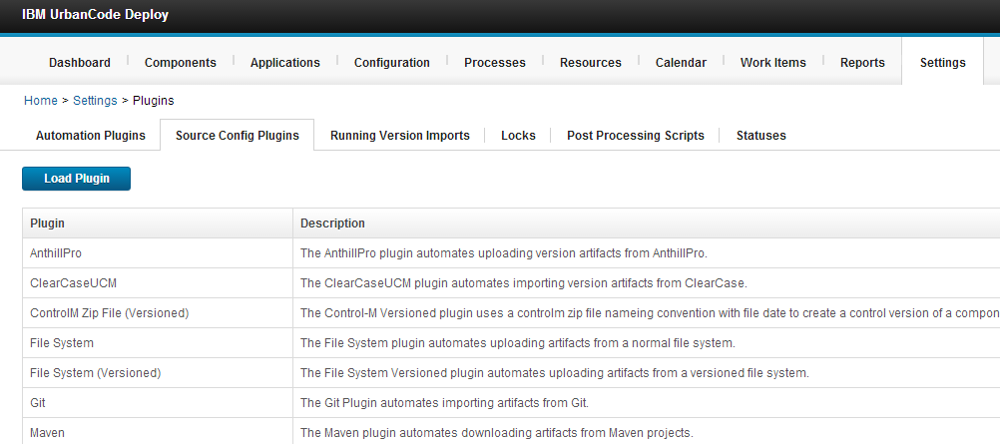 IBM UrbanCode Deploy
Dashboard Components Applications Configuration Processes Resources Calendar Work Items Reports Settings
Home > Settings > Plugins
Automation Plugins Source Config Plugins Running Version Imports Locks Post Processing Scripts Statuses
Load Plugin
Plugin Description
AnthillPro The AnthillPro plugin automates uploading version artifacts from AnthillPro.
ClearCaseUCM The ClearCaseUCM plugin automates importing version artifacts from ClearCase.
ControlM Zip File (Versioned) The Control-M Versioned plugin uses a controlm zip file nameing convention with file date to create a control version of a compon
File System The File System plugin automates uploading artifacts from a normal file system.
File System (Versioned) The File System Versioned plugin automates uploading artifacts from a versioned file system.
Git The Git Plugin automates importing artifacts from Git.
Maven The Maven plugin automates downloading artifacts from Maven projects.